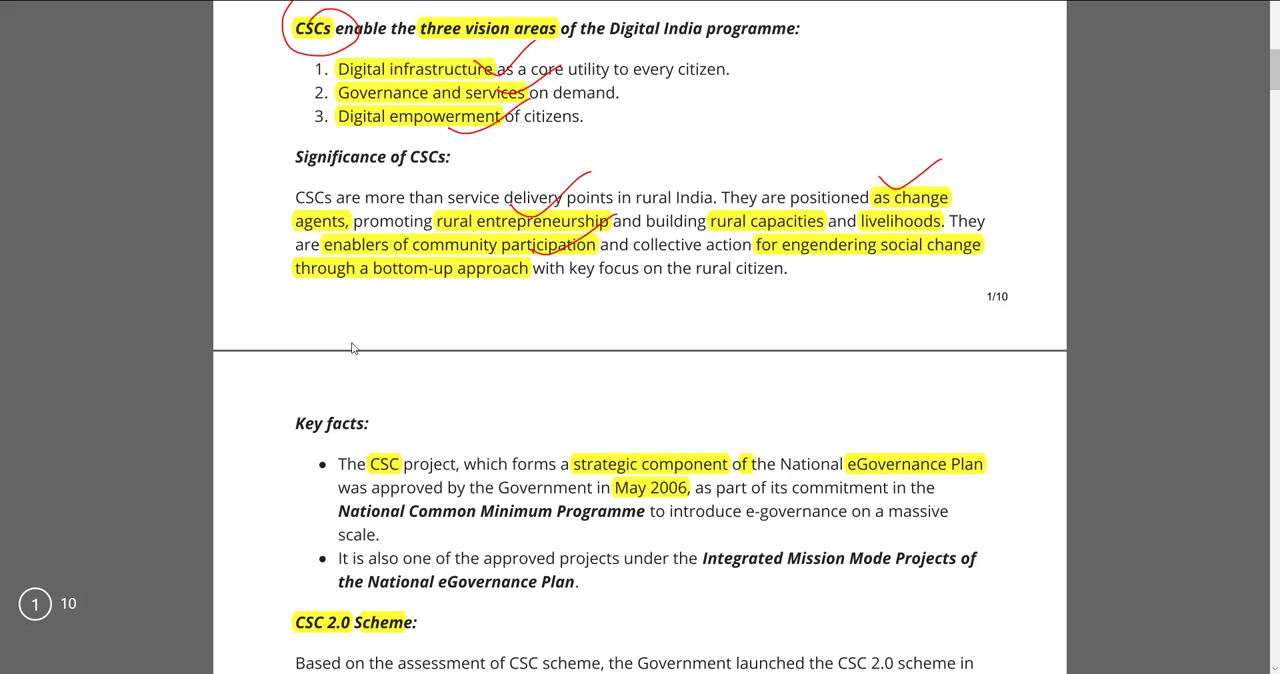 CSCs enable the three vision areas of the Digital India programme:
1. Digital infrastructure as a core utility to every citizen.
2. Governance and services on demand.
3. Digital empowerment of citizens.
Significance of CSCs:
CSCs are more than service delivery points in rural India. They are positioned as change
agents, promoting rural entrepreneurship and building rural capacities and livelihoods. They
are enablers of community participation and collective action for engendering social change
through a bottom-up approach with key focus on the rural citizen.
1/10
Key facts:
● The CSC project, which forms a strategic component of the National eGovernance Plan
was approved by the Government in May 2006, as part of its commitment in the
National Common Minimum Programme to introduce e-governance on a massive
scale.
● It is also one of the approved projects under the Integrated Mission Mode Projects of
the National eGovernance Plan.
1 10
CSC 2.0 Scheme:
Based on the assessment of CSC scheme, the Government launched the CSC 2.0 scheme in